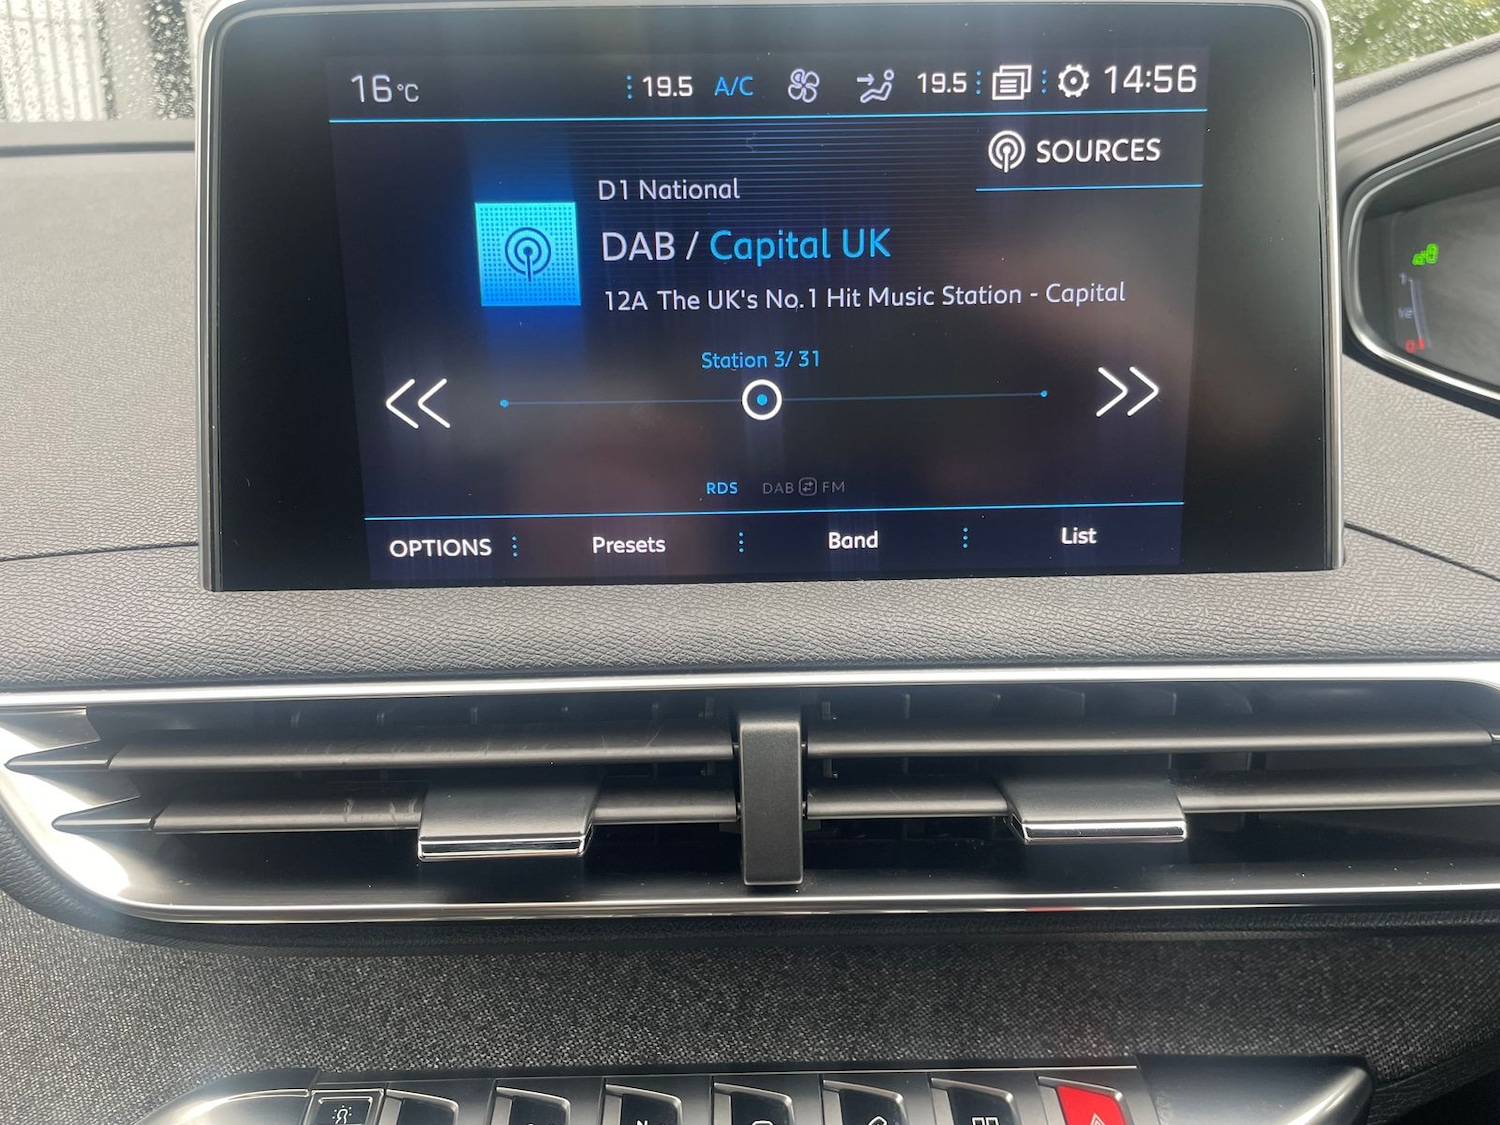 16°C 19.5 A/C 19.5 14:56
SOURCES
D1 National
DAB / Capital UK
12A The UK's No.1 Hit Music Station - Capital
Station 3/ 31
RDS DAB FM
OPTIONS Presets Band List